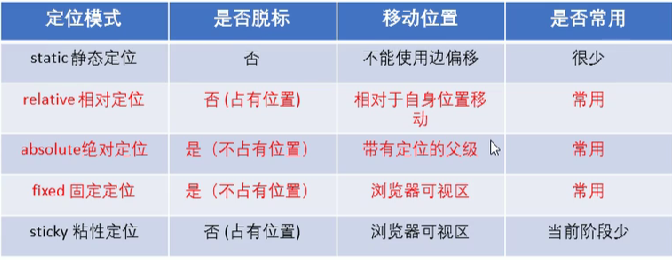 定位模式 是否脱标 移动位置 是否常用
static 静态定位 否 不能使用边偏移 很少
relative 相对定位 否 (占有位置) 相对于自身位置移动 常用
absolute绝对定位 是（不占有位置） 带有定位的父级 常用
fixed 固定定位 是（不占有位置） 浏览器可视区 常用
sticky 粘性定位 否 (占有位置) 浏览器可视区 当前阶段少